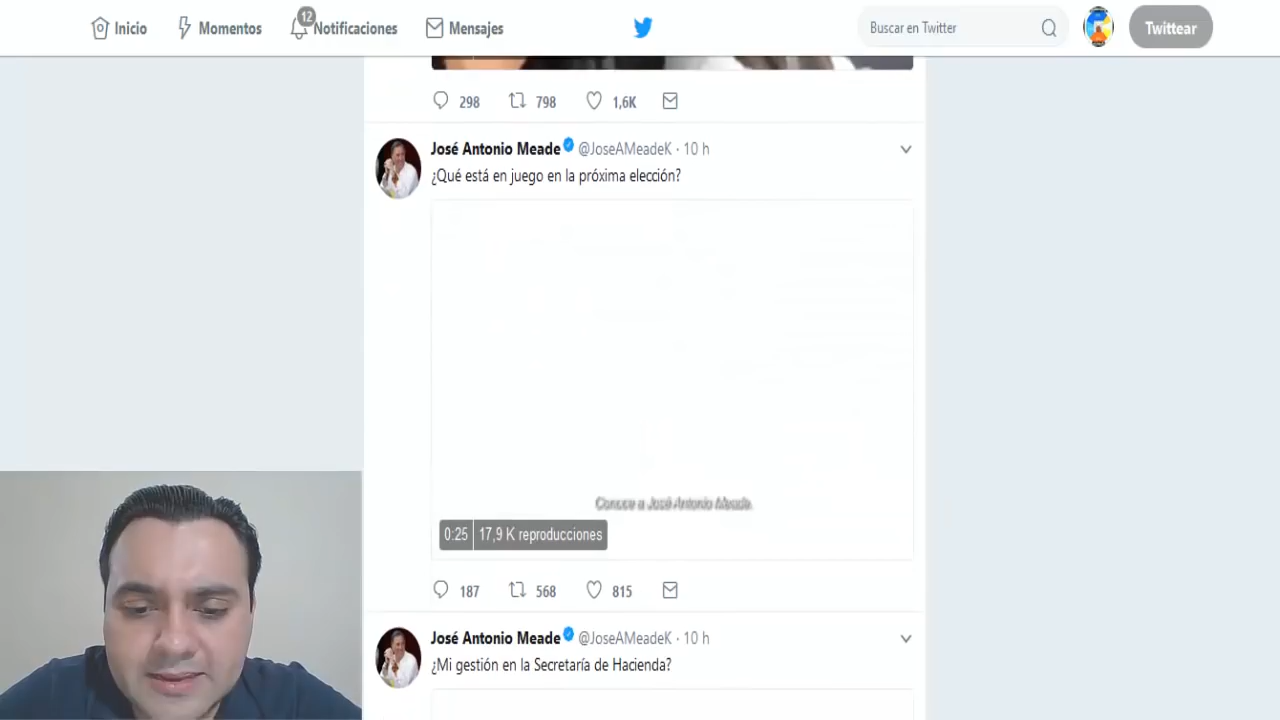 Inicio
Momentos
12
Notificaciones
Mensajes
Buscar en Twitter
Twittear
298
798
1,6K
José Antonio Meade @JoseAMeadeK · 10 h
¿Qué está en juego en la próxima elección?
Conoce a José Antonio Meade.
0:25 17,9 K reproducciones
187
568
815
José Antonio Meade @JoseAMeadeK · 10 h
¿Mi gestión en la Secretaría de Hacienda?